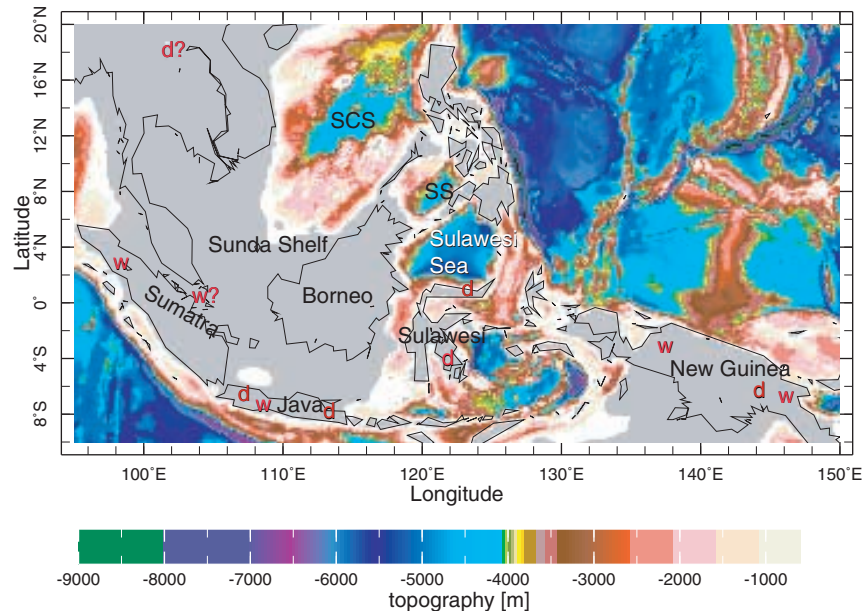 20˚N
16˚N
12˚N
8˚N
4˚N
0˚
4˚S
8˚S
Latitude
d?
SCS
SS
Sunda Shelf
Sulawesi
Sea
w
w?
Sumatra
Borneo
d
Sulawesi
d
w
New Guinea
d
w
d
w
Java
d
100˚E
110˚E
120˚E
130˚E
140˚E
150˚E
Longitude
-9000
-8000
-7000
-6000
-5000
-4000
-3000
-2000
-1000
topography [m]